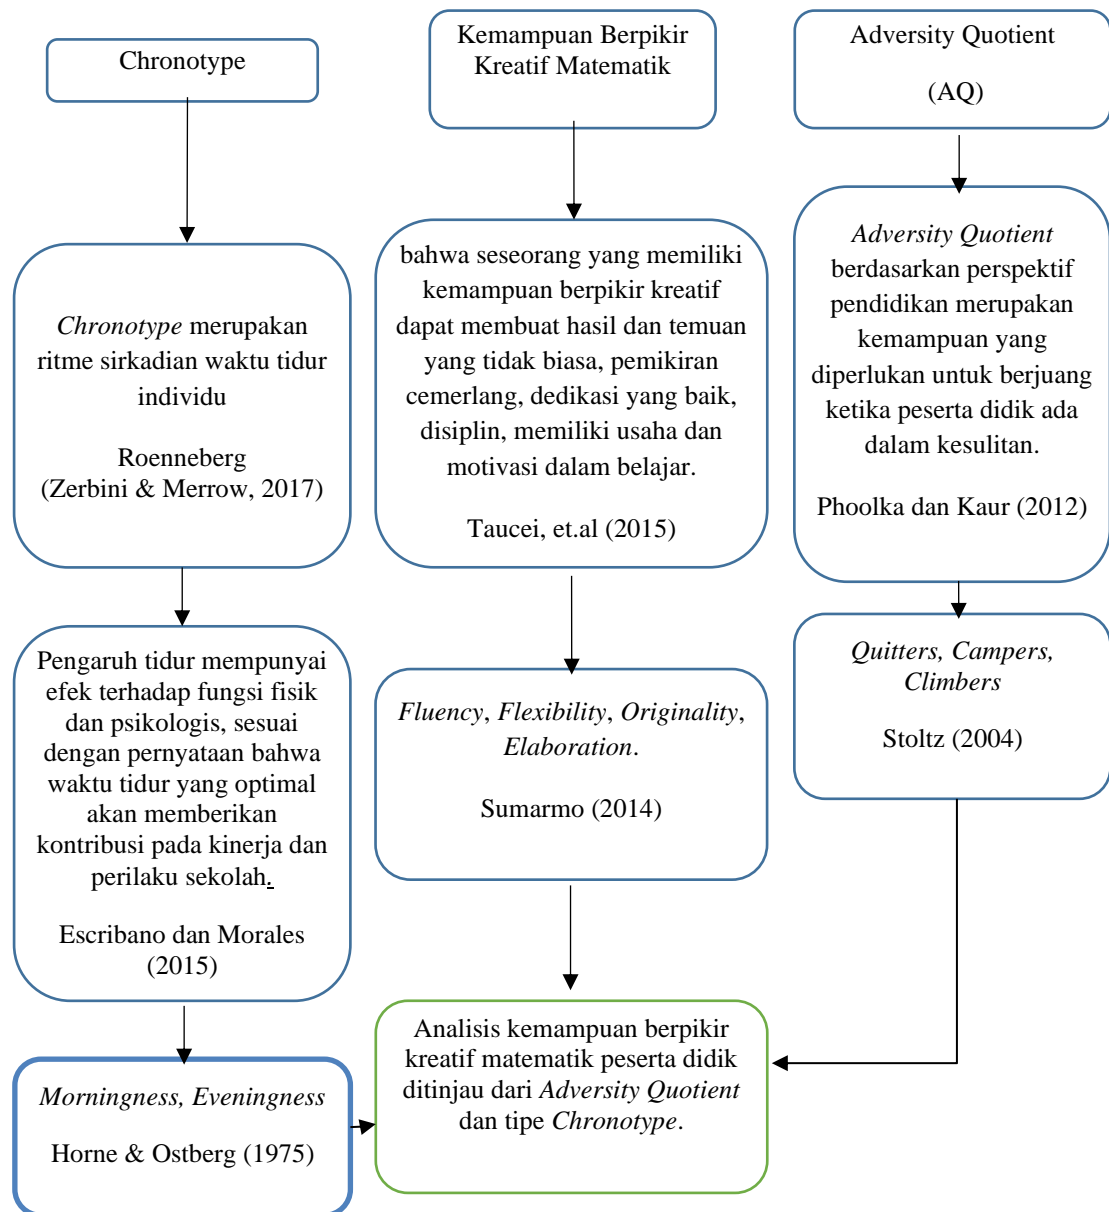 Chronotype
Kemampuan Berpikir
Kreatif Matematik
Adversity Quotient
(AQ)
Chronotype merupakan
ritme sirkadian waktu tidur
individu
Roenneberg
(Zerbini & Merrow, 2017)
bahwa seseorang yang memiliki
kemampuan berpikir kreatif
dapat membuat hasil dan temuan
yang tidak biasa, pemikiran
cemerlang, dedikasi yang baik,
disiplin, memiliki usaha dan
motivasi dalam belajar.
Taucei, et.al (2015)
Adversity Quotient
berdasarkan perspektif
pendidikan merupakan
kemampuan yang
diperlukan untuk berjuang
ketika peserta didik ada
dalam kesulitan.
Phoolka dan Kaur (2012)
Pengaruh tidur mempunyai
efek terhadap fungsi fisik
dan psikologis, sesuai
dengan pernyataan bahwa
waktu tidur yang optimal
akan memberikan
kontribusi pada kinerja dan
perilaku sekolah.
Escribano dan Morales
(2015)
Fluency, Flexibility, Originality,
Elaboration.
Sumarmo (2014)
Quitters, Campers,
Climbers
Stoltz (2004)
Morningness, Eveningness
Horne & Ostberg (1975)
Analisis kemampuan berpikir
kreatif matematik peserta didik
ditinjau dari Adversity Quotient
dan tipe Chronotype.